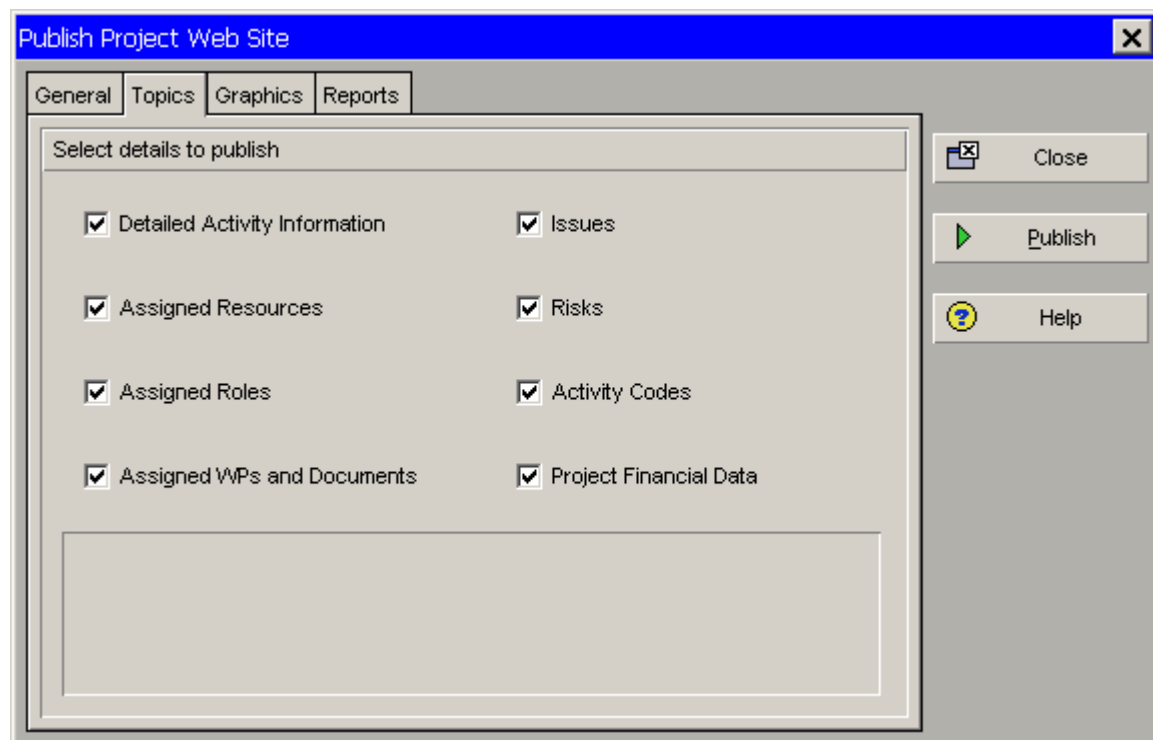 Publish Project Web Site
General Topics Graphics Reports
Select details to publish
Detailed Activity Information
Issues
Assigned Resources
Risks
Assigned Roles
Activity Codes
Assigned WPs and Documents
Project Financial Data
Close
Publish
Help